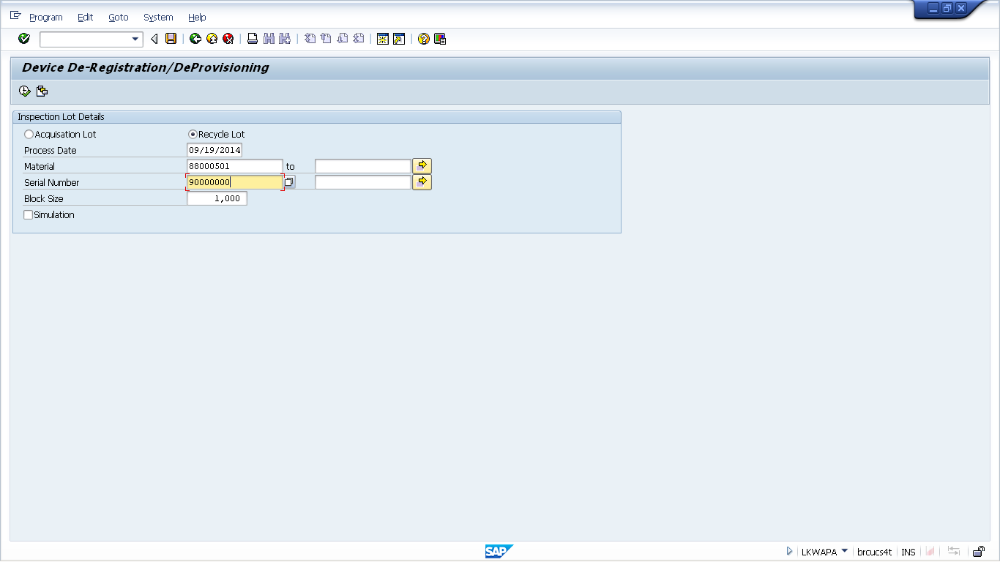 Program Edit Goto System Help
Device De-Registration/DeProvisioning
Inspection Lot Details
Acquisation Lot Recycle Lot
Process Date 09/19/2014
Material 88000501 to
Serial Number 90000000
Block Size 1,000
Simulation
SAP LKWAPA brcucs4t INS